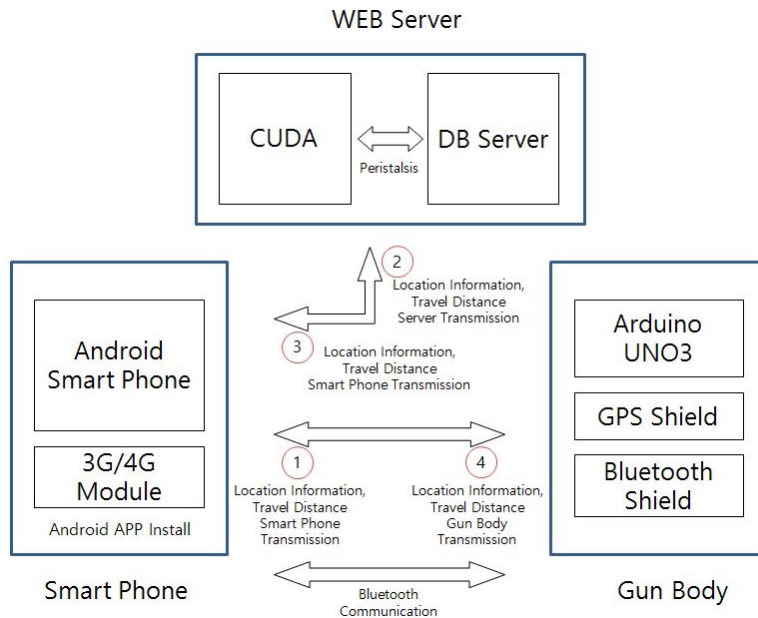 WEB Server
CUDA
DB Server
Peristalsis
2
Location Information,
Travel Distance
Server Transmission
3
Location Information,
Travel Distance
Smart Phone Transmission
Android
Smart Phone
3G/4G
Module
Android APP Install
Smart Phone
1
Location Information,
Travel Distance
Smart Phone
Transmission
4
Location Information,
Travel Distance
Gun Body
Transmission
Bluetooth
Communication
Arduino
UNO3
GPS Shield
Bluetooth
Shield
Gun Body